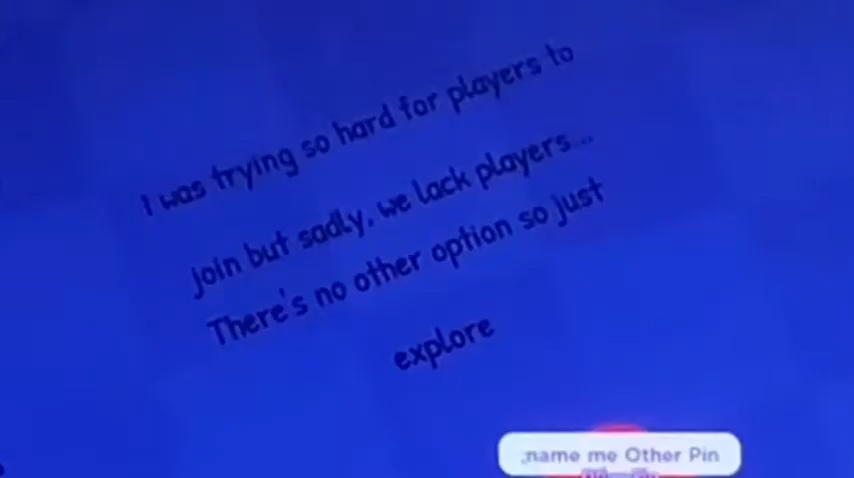 I was trying so hard for players to
join but sadly, we lack players...
There's no other option so just
explore
;name me Other Pin